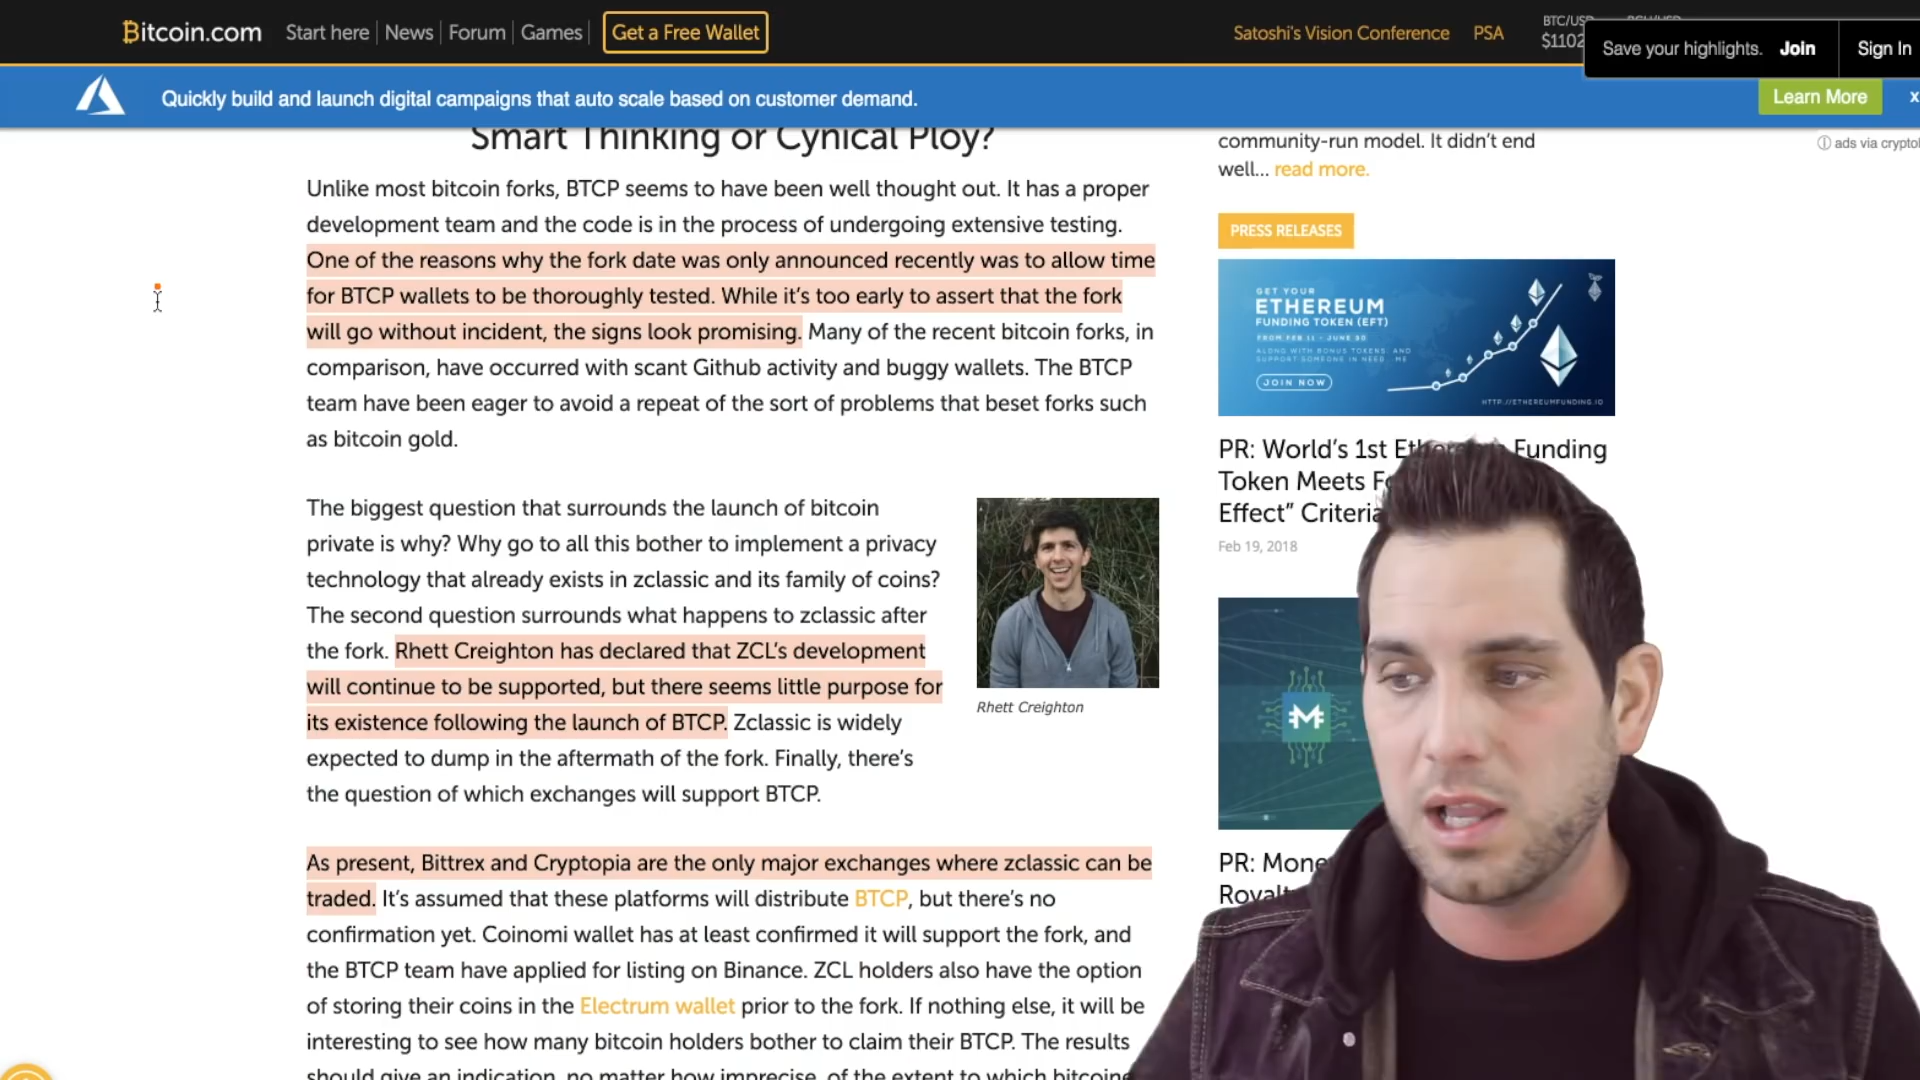 Bitcoin.com
Start here
News
Forum
Games
Get a Free Wallet
Satoshi's Vision Conference
PSA
BTC/USD
$1102
Save your highlights. Join
Sign In
Quickly build and launch digital campaigns that auto scale based on customer demand.
Learn More
x
Smart Thinking or Cynical Ploy?
Unlike most bitcoin forks, BTCP seems to have been well thought out. It has a proper
development team and the code is in the process of undergoing extensive testing.
One of the reasons why the fork date was only announced recently was to allow time
for BTCP wallets to be thoroughly tested. While it's too early to assert that the fork
will go without incident, the signs look promising. Many of the recent bitcoin forks, in
comparison, have occurred with scant Github activity and buggy wallets. The BTCP
team have been eager to avoid a repeat of the sort of problems that beset forks such
as bitcoin gold.
The biggest question that surrounds the launch of bitcoin
private is why? Why go to all this bother to implement a privacy
technology that already exists in zclassic and its family of coins?
The second question surrounds what happens to zclassic after
the fork. Rhett Creighton has declared that ZCL's development
will continue to be supported, but there seems little purpose for
its existence following the launch of BTCP. Zclassic is widely
expected to dump in the aftermath of the fork. Finally, there's
the question of which exchanges will support BTCP.
Rhett Creighton
As present, Bittrex and Cryptopia are the only major exchanges where zclassic can be
traded. It's assumed that these platforms will distribute BTCP, but there's no
confirmation yet. Coinomi wallet has at least confirmed it will support the fork, and
the BTCP team have applied for listing on Binance. ZCL holders also have the option
of storing their coins in the Electrum wallet prior to the fork. If nothing else, it will be
interesting to see how many bitcoin holders bother to claim their BTCP. The results
should give an indication, no matter how imprecise, of the extent to which
community-run model. It didn't end
well... read more.
ads via
PRESS RELEASES
GET YOUR
ETHEREUM
FUNDING TOKEN (EFT)
FROM FEB 11 - JUNE 30
ALONG WITH BONUS TOKENS AND
SUPPORT SOMEONE IN NEED
JOIN NOW
HTTP://ETHEREUMFUNDING.IO
PR: World's 1st Funding
Token Meets
Effect" Criteria
Feb 19, 2018
PR: